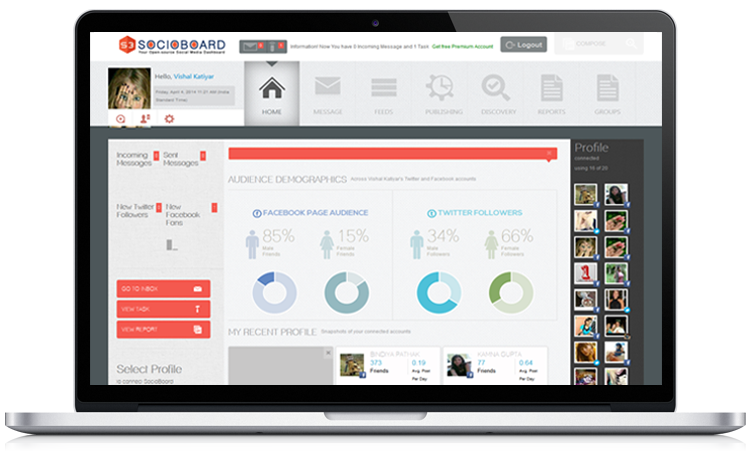 S3 SOCIOBOARD
Your Open-source Social Media Dashboard
Information! Now You have 3 Incoming Message and 1 Task Get free Premium Account
Logout
COMPOSE
Hello, Vishal Katiyar
Friday, April 4, 2014 11:21 AM (India
Standard Time)
HOME
MESSAGE
FEEDS
PUBLISHING
DISCOVERY
REPORTS
GROUPS
Incoming
Messages
Sent
Messages
New Twitter
Followers
New
Facebook
Fans
GO TO INBOX
VIEW TASK
VIEW REPORT
Select Profile
to connect SocioBoard
AUDIENCE DEMOGRAPHICS Across Vishal Katiyar's Twitter and Facebook accounts
FACEBOOK PAGE AUDIENCE
85%
Male
Friends
15%
Female
Friends
TWITTER FOLLOWERS
34%
Male
Followers
66%
Female
Followers
MY RECENT PROFILE Snapshots of your connected accounts
373
Friends
0.19
Avg. Post
Per Day
KAMNA GUPTA
77
Friends
0.64
Avg. Post
Per Day
Profile
connected
using 16 of 20